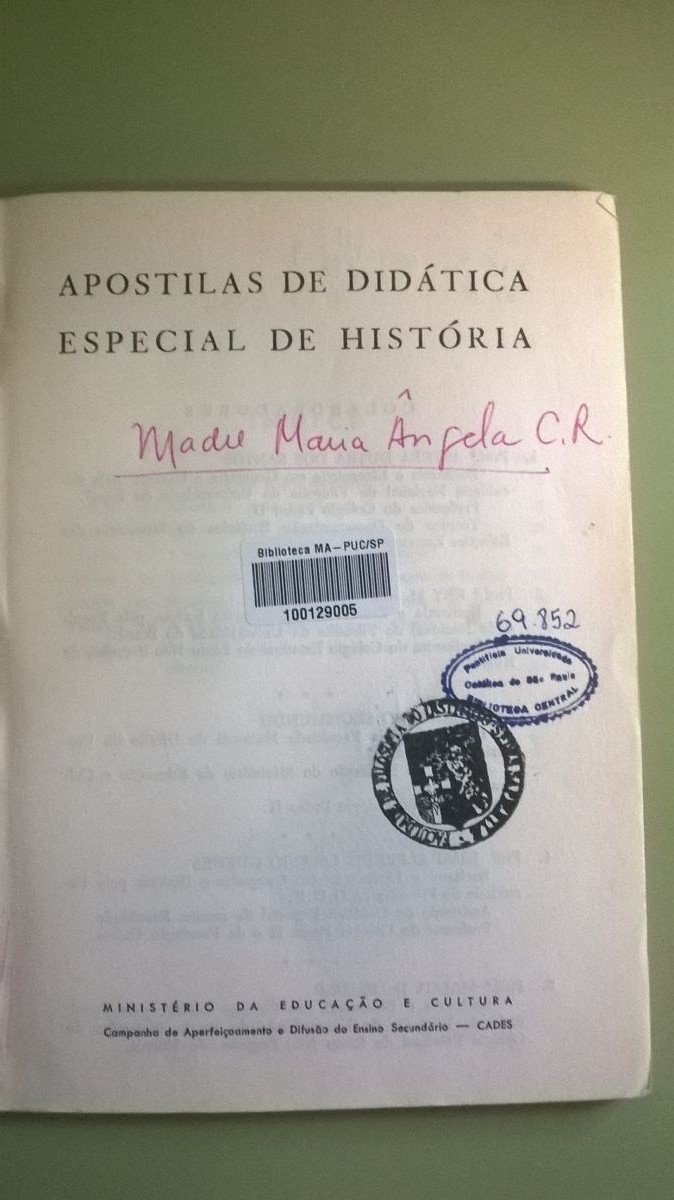 APOSTILAS DE DIDÁTICA
ESPECIAL DE HISTÓRIA
Madre Maria Ângela C.R.
Biblioteca MA-PUC/SP
100129005
69.852
Pontifícia Universidade
Católica de São Paulo
BIBLIOTECA CENTRAL
MINISTÉRIO DA EDUCAÇÃO E CULTURA
Campanha de Aperfeiçoamento e Difusão do Ensino Secundário — CADES